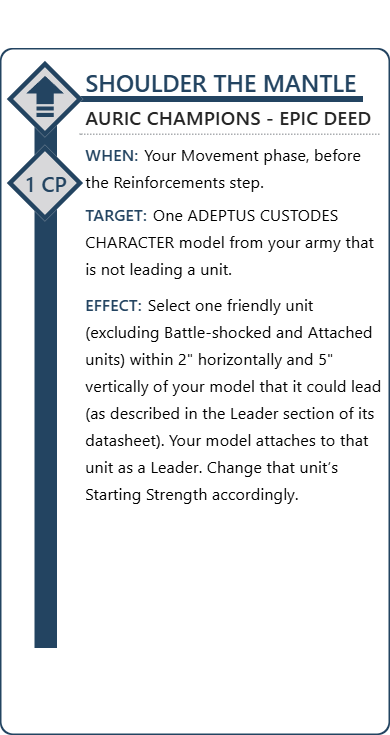 SHOULDER THE MANTLE
AURIC CHAMPIONS - EPIC DEED
WHEN: Your Movement phase, before
the Reinforcements step.
1 CP
TARGET: One ADEPTUS CUSTODES
CHARACTER model from your army that
is not leading a unit.
EFFECT: Select one friendly unit
(excluding Battle-shocked and Attached
units) within 2" horizontally and 5"
vertically of your model that it could lead
(as described in the Leader section of its
datasheet). Your model attaches to that
unit as a Leader. Change that unit’s
Starting Strength accordingly.